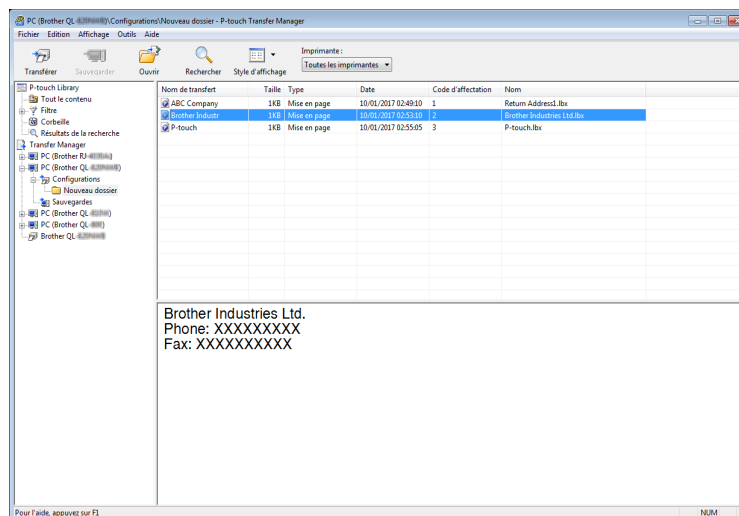 PC (Brother QL-)\Configurations\Nouveau dossier - P-touch Transfer Manager
Fichier Edition Affichage Outils Aide
Transférer Sauvegarder Ouvrir Rechercher Style d'affichage
Imprimante :
Toutes les imprimantes
P-touch Library
Tout le contenu
Filtre
Corbeille
Résultats de la recherche
Transfer Manager
PC (Brother RJ-)
PC (Brother QL-)
Configurations
Nouveau dossier
Sauvegardes
PC (Brother QL-)
PC (Brother QL-)
Brother QL-
Nom de transfert Taille Type Date Code d'affectation Nom
ABC Company 1KB Mise en page 10/01/2017 02:49:10 1 Return Address1.lbx
Brother Industr 1KB Mise en page 10/01/2017 02:53:10 2 Brother Industries Ltd.lbx
P-touch 1KB Mise en page 10/01/2017 02:55:05 3 P-touch.lbx
Brother Industries Ltd.
Phone: XXXXXXXXX
Fax: XXXXXXXXXX
Pour l'aide, appuyez sur F1
NUM